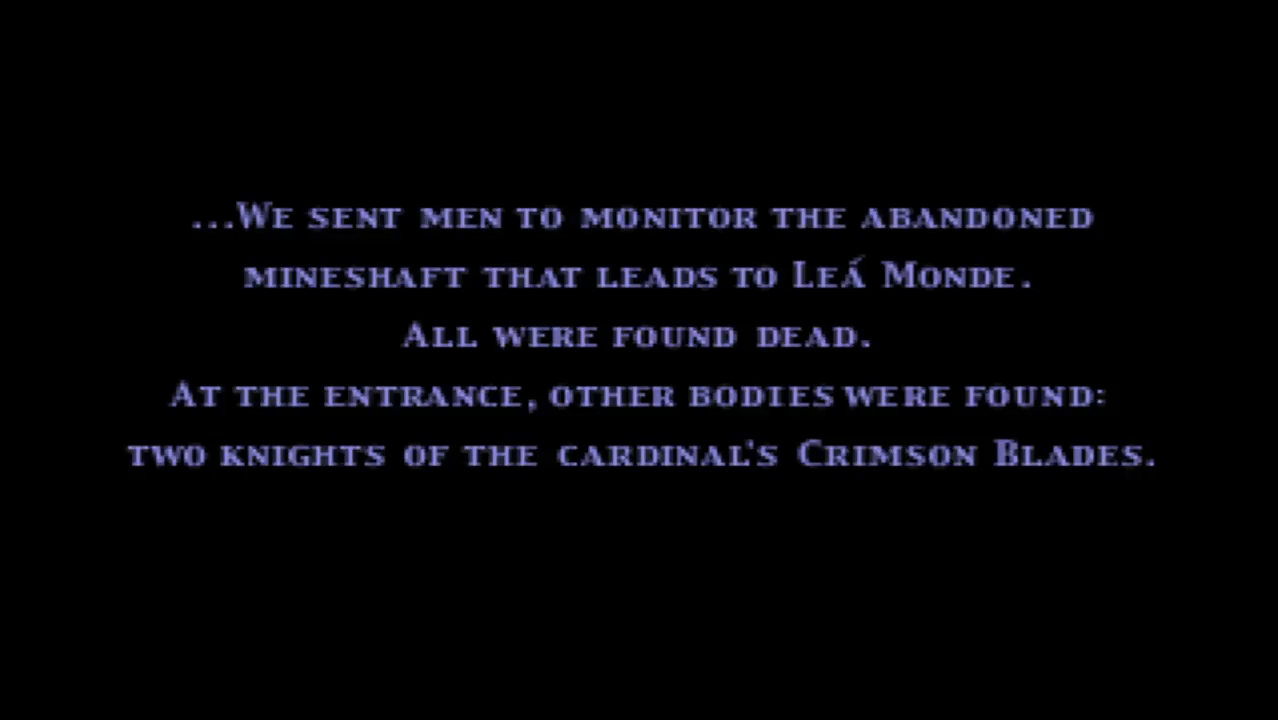 ...We sent men to monitor the abandoned
mineshaft that leads to Leá Monde.
All were found dead.
At the entrance, other bodies were found:
two knights of the cardinal's Crimson Blades.